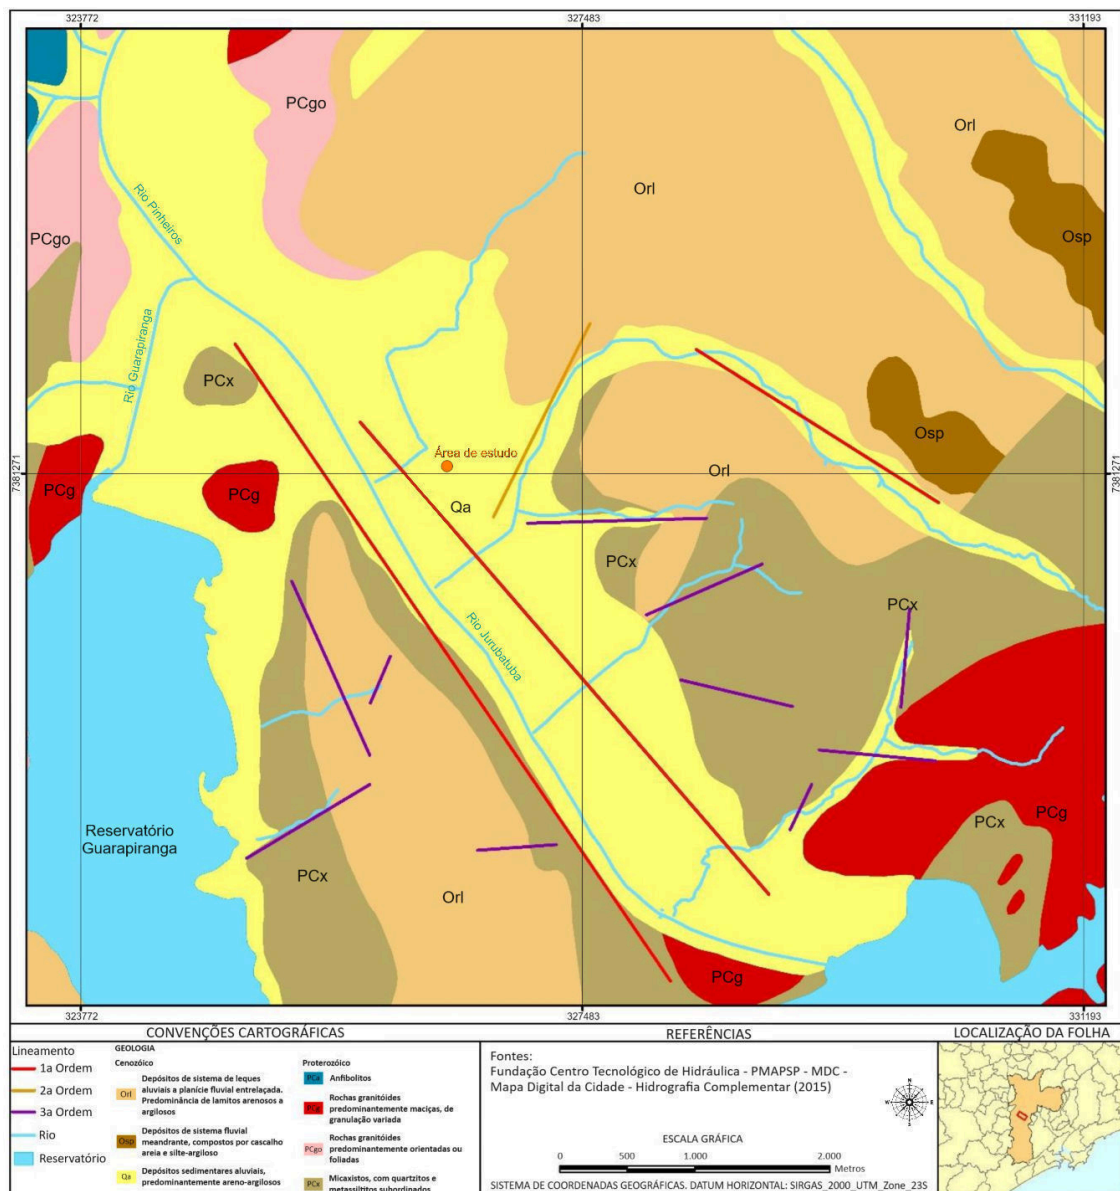 323772
327483
331193
PCgo
Orl
Orl
Rio Pinheiros
PCgo
Osp
Rio Guarapiranga
PCx
Osp
Área de estudo
7381271
7381271
Orl
PCg
PCg
Qa
PCx
PCx
Rio Jurubatuba
Reservatório
Guarapiranga
PCg
PCx
PCx
Orl
PCg
323772
327483
331193
CONVENÇÕES CARTOGRÁFICAS
Lineamento
1a Ordem
2a Ordem
3a Ordem
Rio
Reservatório
GEOLOGIA
Cenozóico
Orl
Depósitos de sistema de leques
aluviais a planície fluvial entrelaçada.
Predominância de lamitos arenosos a
argilosos
Osp
Depósitos de sistema fluvial
meandrante, compostos por cascalho
areia e silte-argiloso
Qa
Depósitos sedimentares aluviais,
predominantemente areno-argilosos
Proterozóico
PCa
Anfibolitos
PCg
Rochas granitóides
predominantemente maciças, de
granulação variada
PCgo
Rochas granitóides
predominantemente orientadas ou
foliadas
PCx
Micaxistos, com quartzitos e
metassiltitos subordinados
REFERÊNCIAS
Fontes:
Fundação Centro Tecnológico de Hidráulica - PMAPSP - MDC -
Mapa Digital da Cidade - Hidrografia Complementar (2015)
N
E
S
W
ESCALA GRÁFICA
0 500 1.000 2.000
Metros
SISTEMA DE COORDENADAS GEOGRÁFICAS. DATUM HORIZONTAL: SIRGAS_2000_UTM_Zone_23S
LOCALIZAÇÃO DA FOLHA